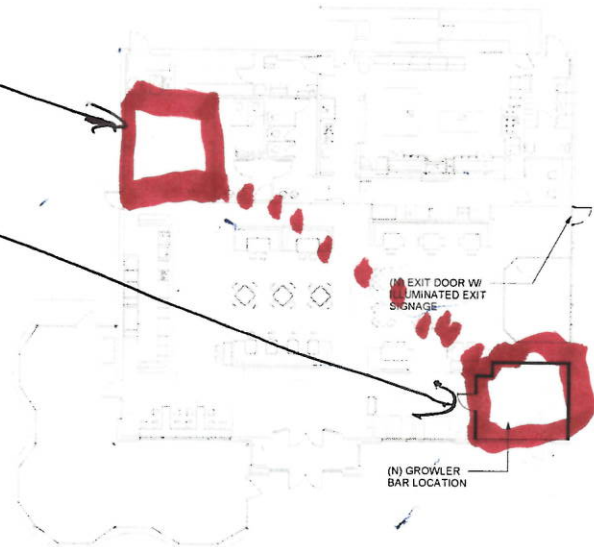 (N) EXIT DOOR W/
ILLUMINATED EXIT
SIGNAGE
(N) GROWLER
BAR LOCATION